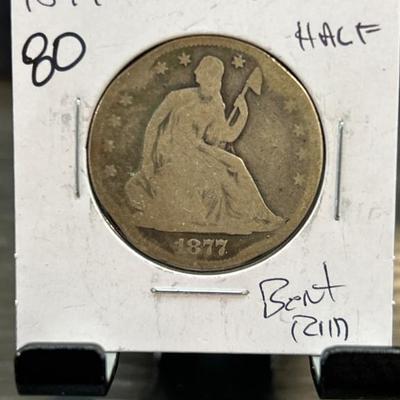 80
HALF
1877
Bent
Rim